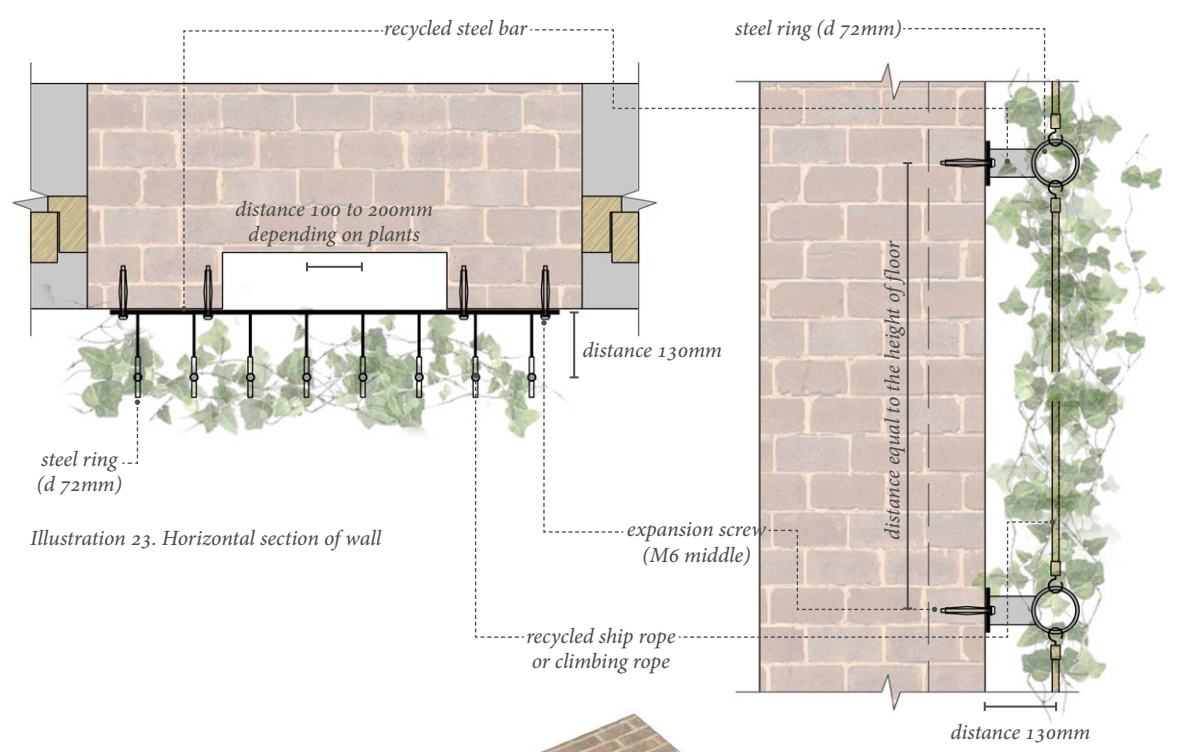 recycled steel bar
steel ring (d 72mm)
distance 100 to 200mm
depending on plants
distance 130mm
distance equal to the height of floor
steel ring
(d 72mm)
Illustration 23. Horizontal section of wall
expansion screw
(M6 middle)
recycled ship rope
or climbing rope
distance 130mm